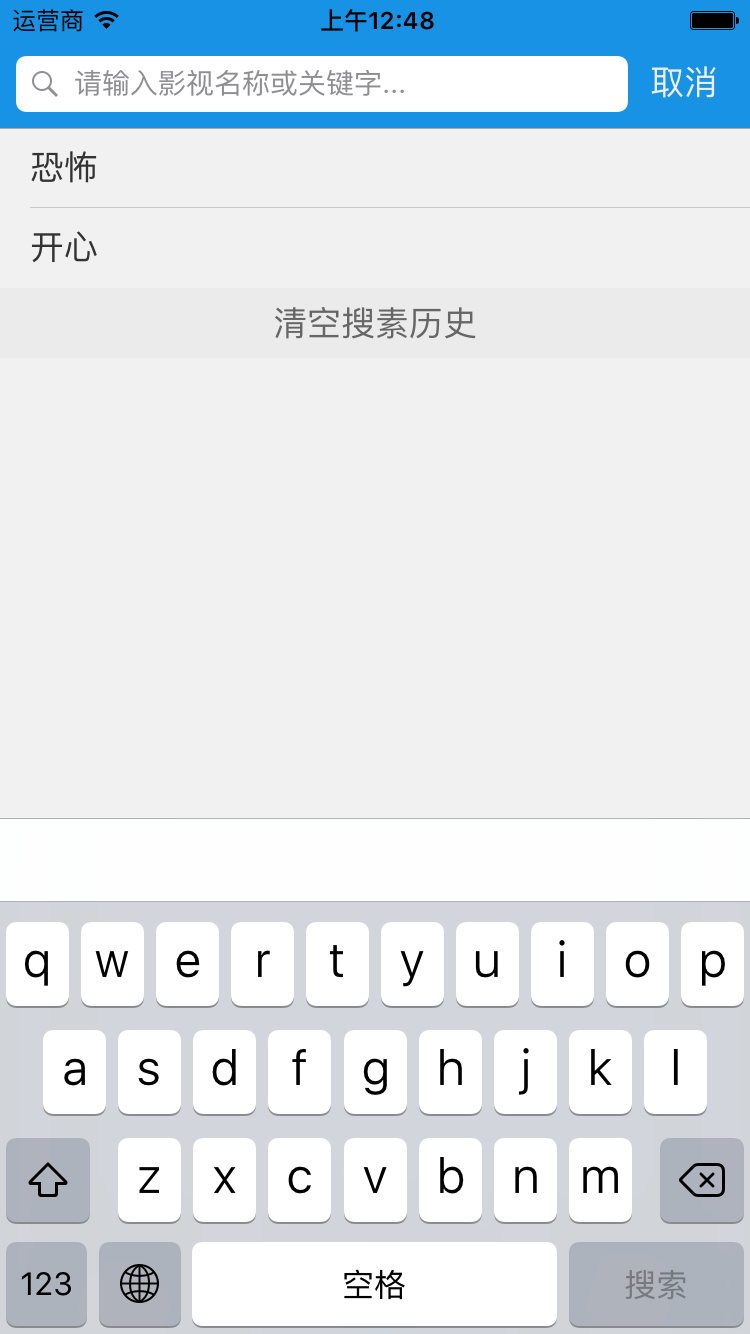 运营商 上午12:48
请输入影视名称或关键字... 取消
恐怖
开心
清空搜素历史
q w e r t y u i o p
a s d f g h j k l
z x c v b n m
123 空格 搜索